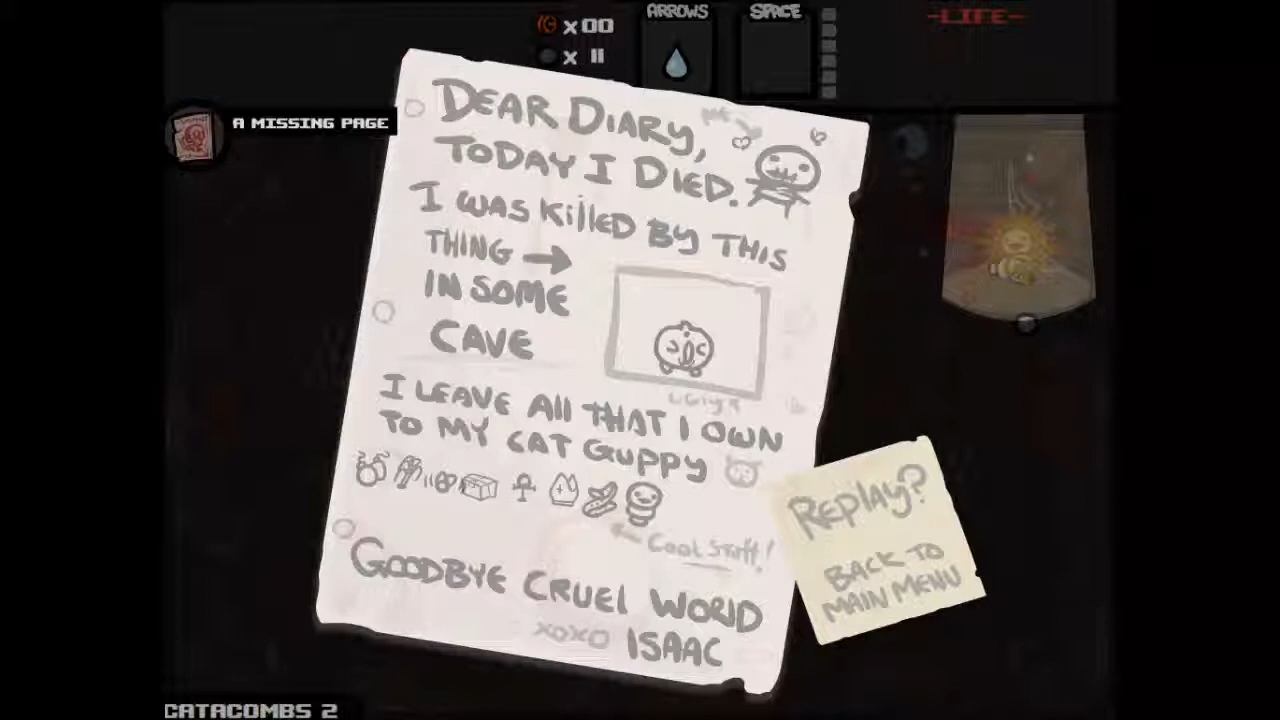 ARROWS
SPACE
-LIFE-
x 00
x 11
A MISSING PAGE
DEAR DIARY,
TODAY I DIED.
I WAS KillED BY THIS
THING →
IN SOME
CAVE
I LEAVE All THAT I OWN
TO MY CAT GUPPY
COOl Stuff!
GOODBYE CRUEl WORlD
XOXO ISAAC
REPlAY?
BACK TO
MAIN MENU
CATACOMBS 2